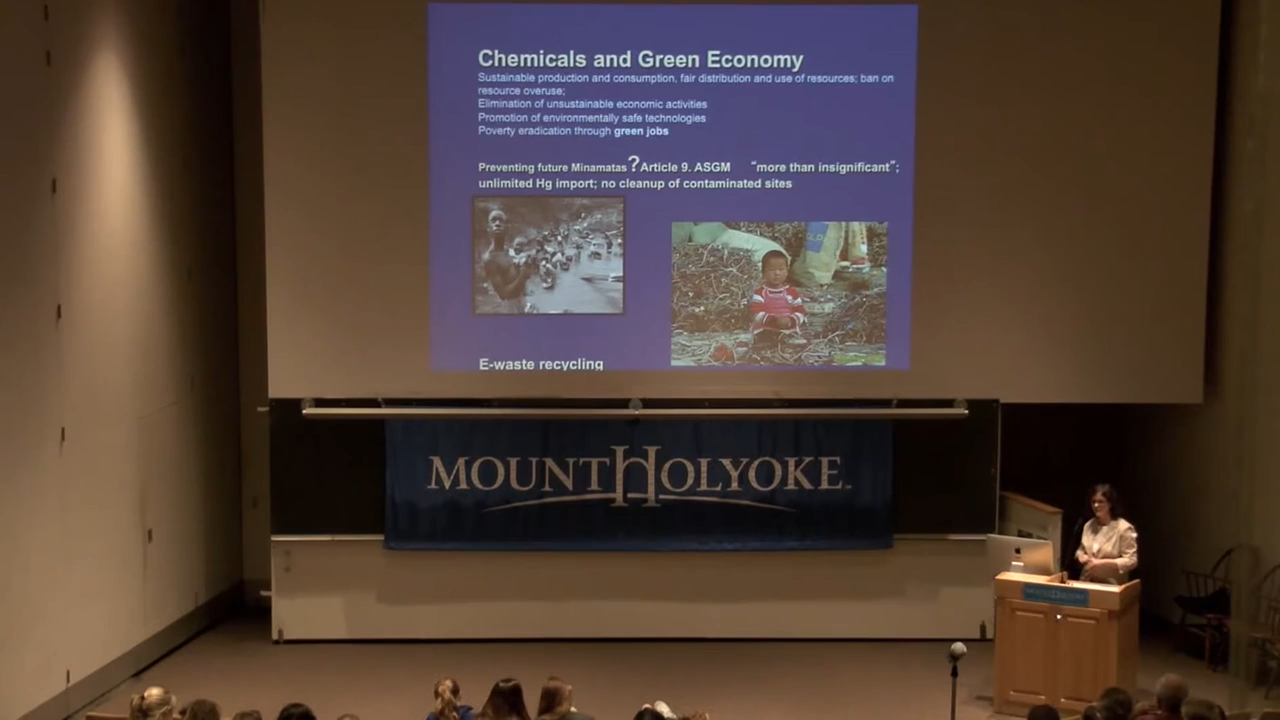 Chemicals and Green Economy
Sustainable production and consumption, fair distribution and use of resources; ban on
resource overuse;
Elimination of unsustainable economic activities
Promotion of environmentally safe technologies
Poverty eradication through green jobs
Preventing future Minamatas ? Article 9. ASGM “more than insignificant”;
unlimited Hg import; no cleanup of contaminated sites
E-waste recycling
MOUNT HOLYOKE
MOUNT HOLYOKE